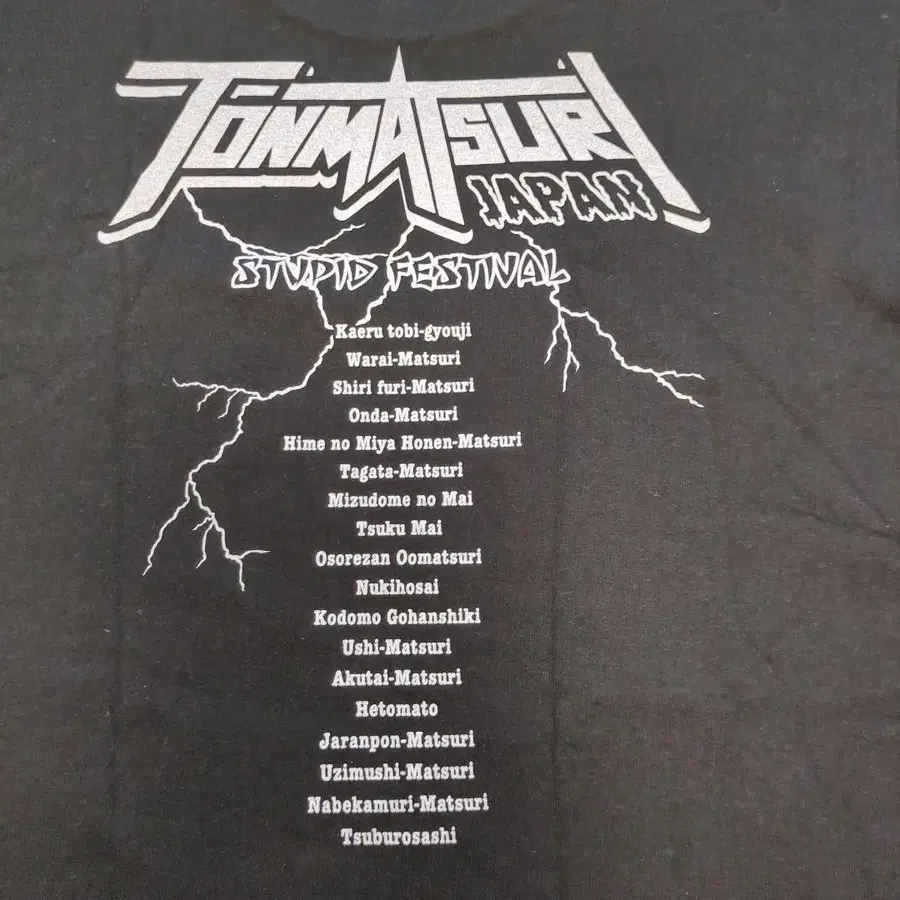 TONMATSURI
JAPAN
STUPID FESTIVAL
Kaeru tobi-gyouji
Warai-Matsuri
Shiri furi-Matsuri
Onda-Matsuri
Hime no Miya Honen-Matsuri
Tagata-Matsuri
Mizudome no Mai
Tsuku Mai
Osorezan Oomatsuri
Nukihosai
Kodomo Gohanshiki
Ushi-Matsuri
Akutai-Matsuri
Hetomato
Jaranpon-Matsuri
Uzimushi-Matsuri
Nabekamuri-Matsuri
Tsuburosashi